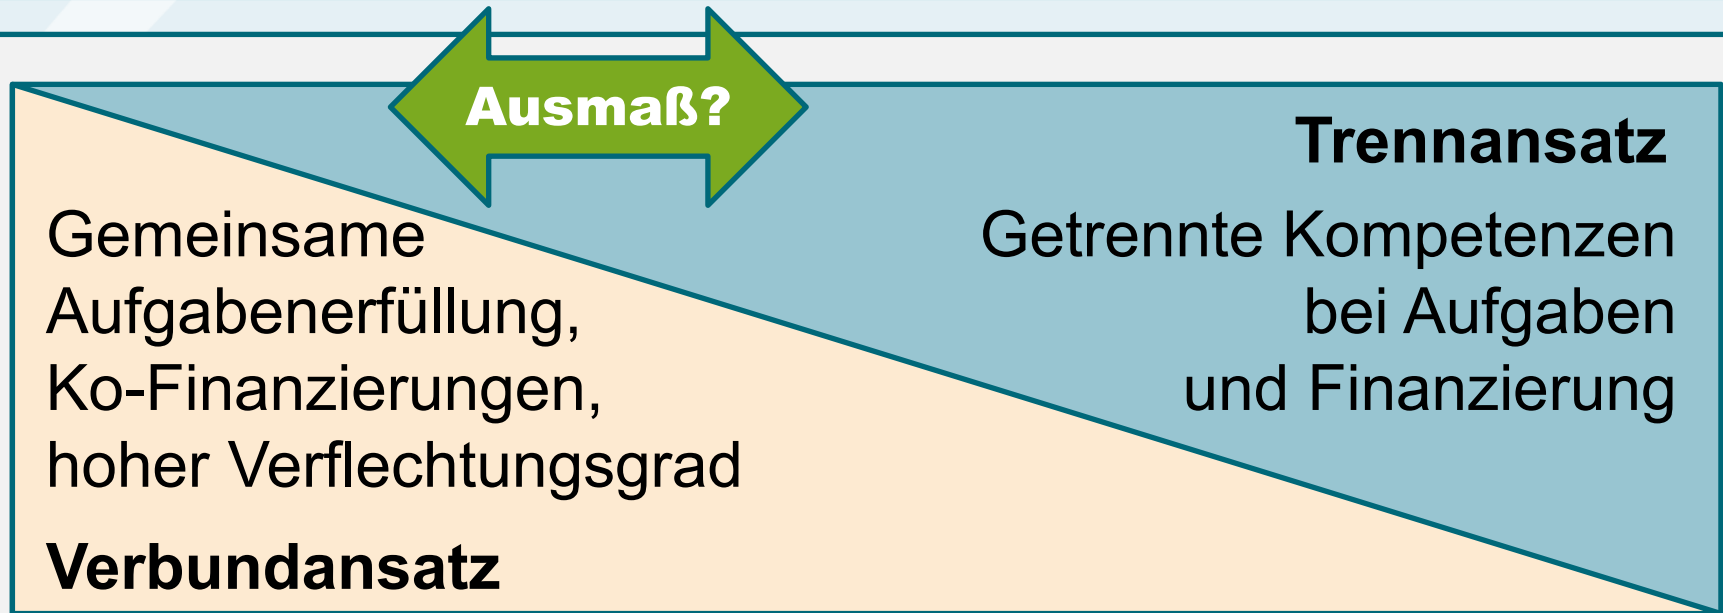 Ausmaß?
Trennansatz
Getrennte Kompetenzen
bei Aufgaben
und Finanzierung
Gemeinsame
Aufgabenerfüllung,
Ko-Finanzierungen,
hoher Verflechtungsgrad
Verbundansatz